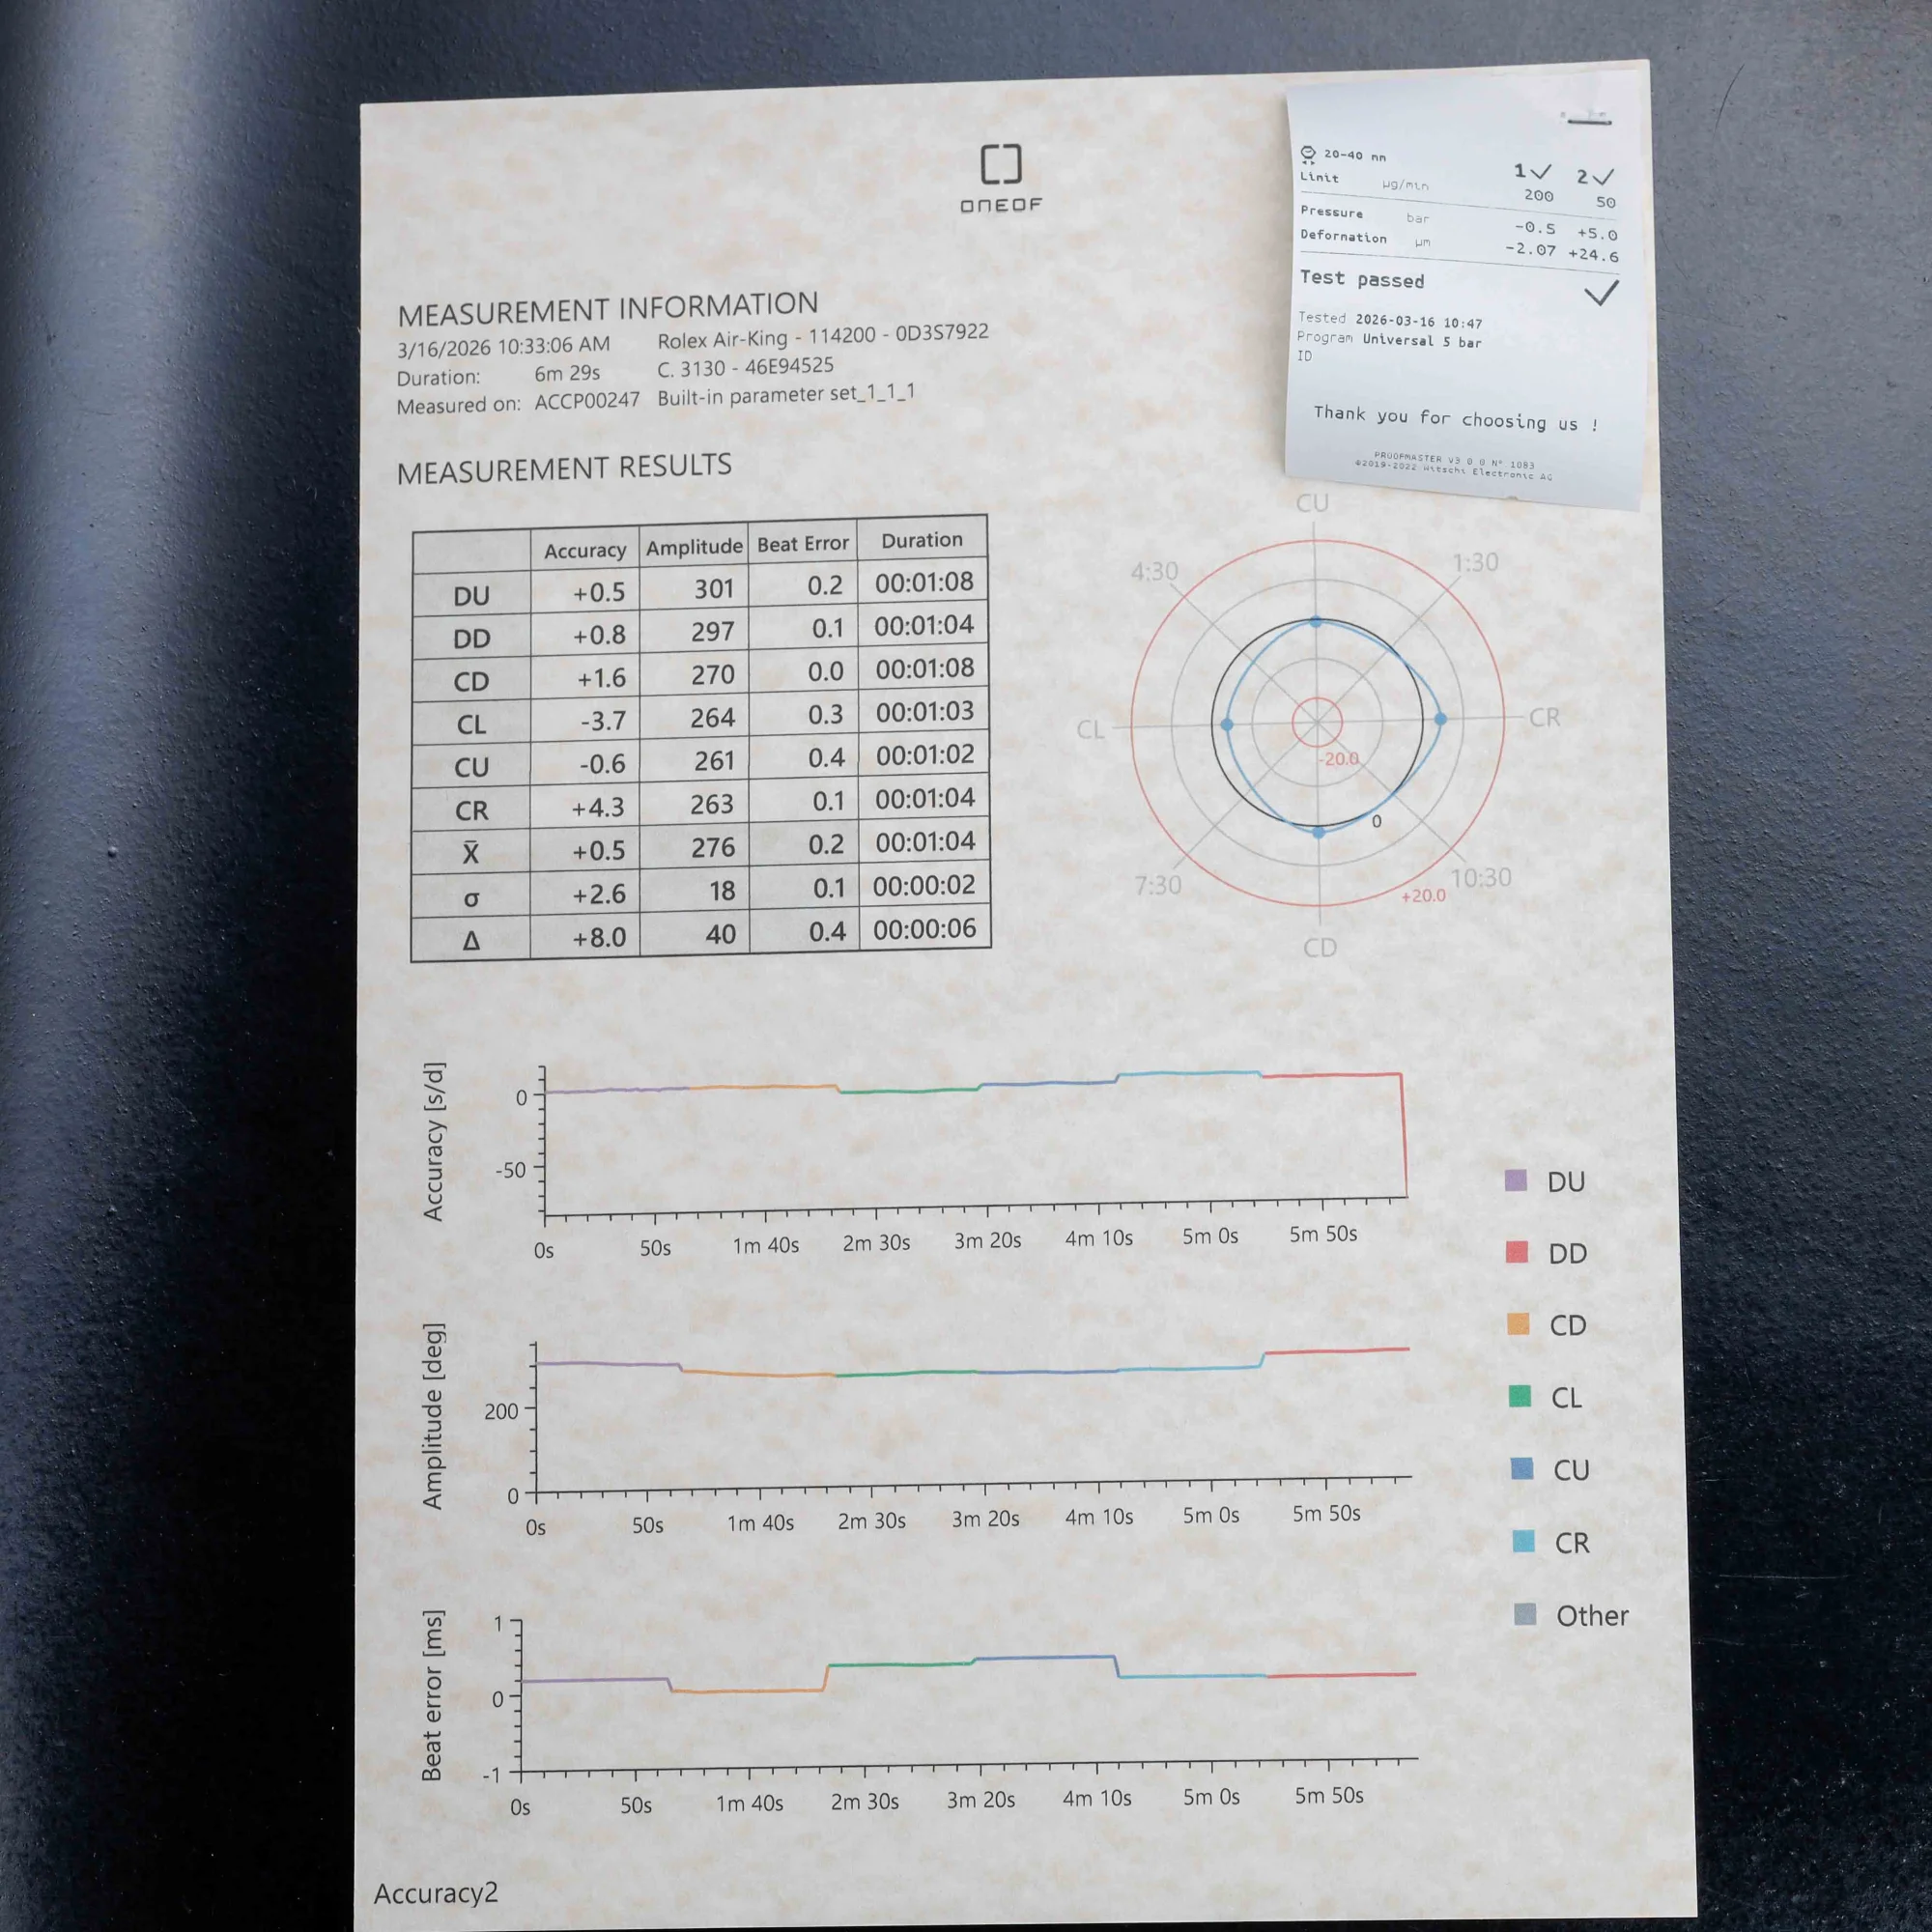 ONEOF
20-40 mm 1✓ 2✓
Limit µg/min 200 50
Pressure bar -0.5 +5.0
Deformation µm -2.07 +24.6
Test passed ✓
Tested 2026-03-16 10:47
Program Universal 5 bar
ID
Thank you for choosing us !
PROOFMASTER V3 0 0 N° 1083
©2019-2022 Witschi Electronic AG
MEASUREMENT INFORMATION
3/16/2026 10:33:06 AM Rolex Air-King - 114200 - 0D3S7922
Duration: 6m 29s C. 3130 - 46E94525
Measured on: ACCP00247 Built-in parameter set_1_1_1
MEASUREMENT RESULTS
Accuracy Amplitude Beat Error Duration
DU +0.5 301 0.2 00:01:08
DD +0.8 297 0.1 00:01:04
CD +1.6 270 0.0 00:01:08
CL -3.7 264 0.3 00:01:03
CU -0.6 261 0.4 00:01:02
CR +4.3 263 0.1 00:01:04
X̄ +0.5 276 0.2 00:01:04
σ +2.6 18 0.1 00:00:02
Δ +8.0 40 0.4 00:00:06
CU
4:30 1:30
CL CR
-20.0
0
7:30 10:30
+20.0
CD
Accuracy [s/d]
0
-50
0s 50s 1m 40s 2m 30s 3m 20s 4m 10s 5m 0s 5m 50s
Amplitude [deg]
200
0
0s 50s 1m 40s 2m 30s 3m 20s 4m 10s 5m 0s 5m 50s
Beat error [ms]
1
0
-1
0s 50s 1m 40s 2m 30s 3m 20s 4m 10s 5m 0s 5m 50s
DU
DD
CD
CL
CU
CR
Other
Accuracy2